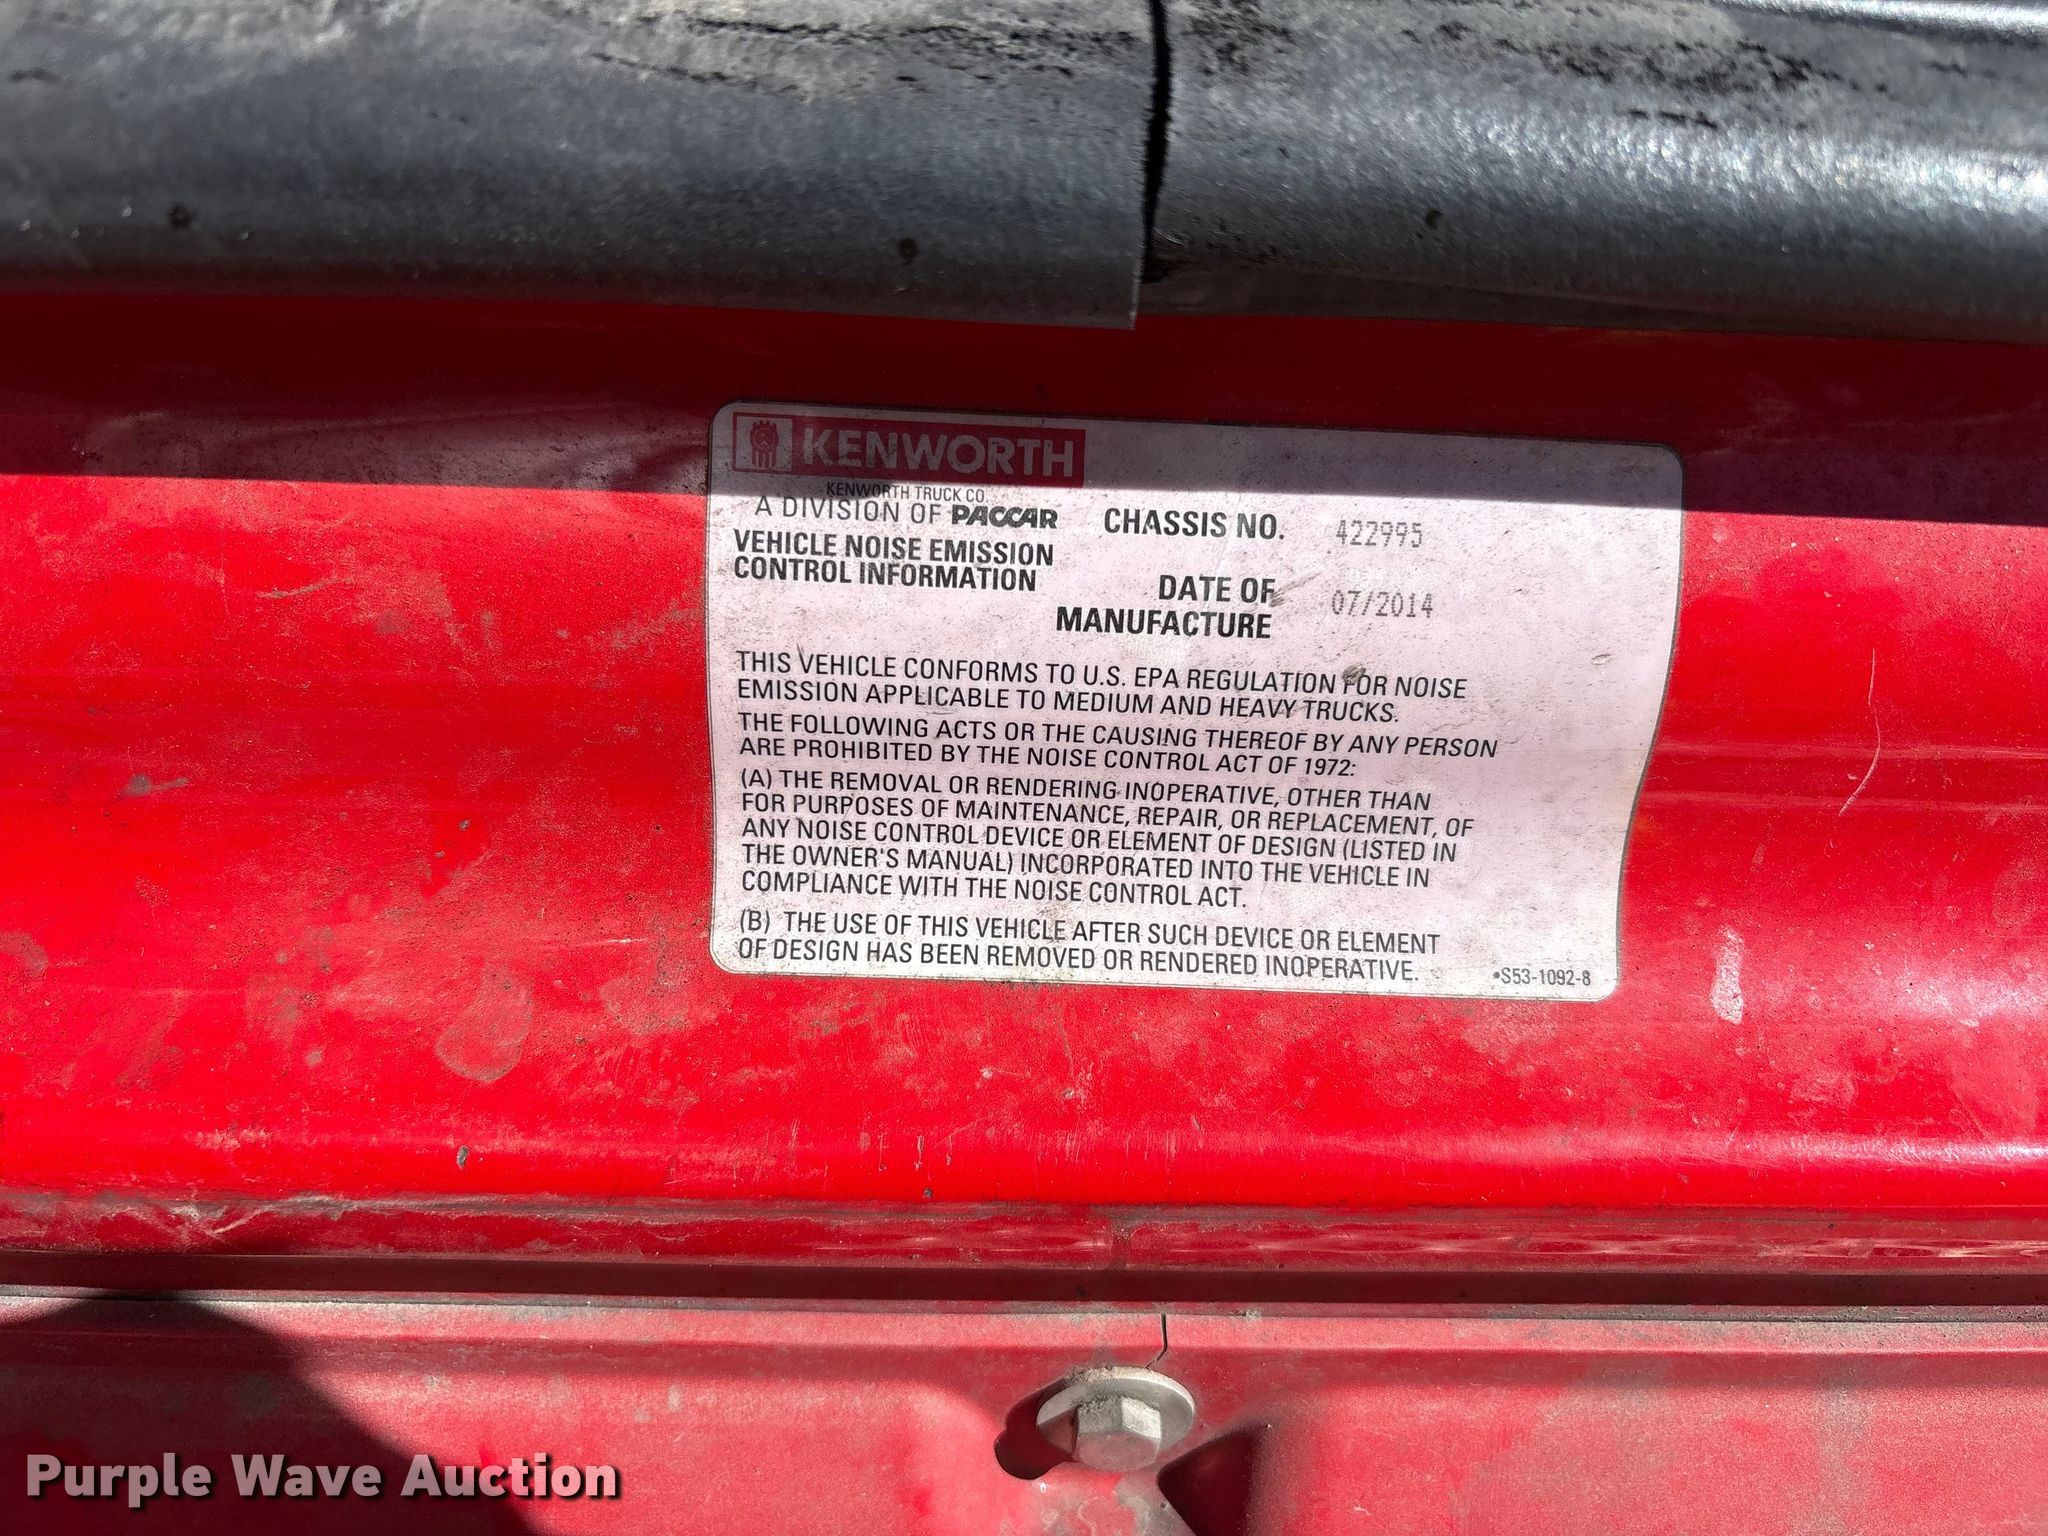 KENWORTH
KENWORTH TRUCK CO.
A DIVISION OF PACCAR
CHASSIS NO. 422995
VEHICLE NOISE EMISSION
CONTROL INFORMATION
DATE OF
MANUFACTURE
07/2014
THIS VEHICLE CONFORMS TO U.S. EPA REGULATION FOR NOISE
EMISSION APPLICABLE TO MEDIUM AND HEAVY TRUCKS.
THE FOLLOWING ACTS OR THE CAUSING THEREOF BY ANY PERSON
ARE PROHIBITED BY THE NOISE CONTROL ACT OF 1972:
(A) THE REMOVAL OR RENDERING INOPERATIVE, OTHER THAN
FOR PURPOSES OF MAINTENANCE, REPAIR, OR REPLACEMENT, OF
ANY NOISE CONTROL DEVICE OR ELEMENT OF DESIGN (LISTED IN
THE OWNER'S MANUAL) INCORPORATED INTO THE VEHICLE IN
COMPLIANCE WITH THE NOISE CONTROL ACT.
(B) THE USE OF THIS VEHICLE AFTER SUCH DEVICE OR ELEMENT
OF DESIGN HAS BEEN REMOVED OR RENDERED INOPERATIVE.
•S53-1092-8
Purple Wave Auction